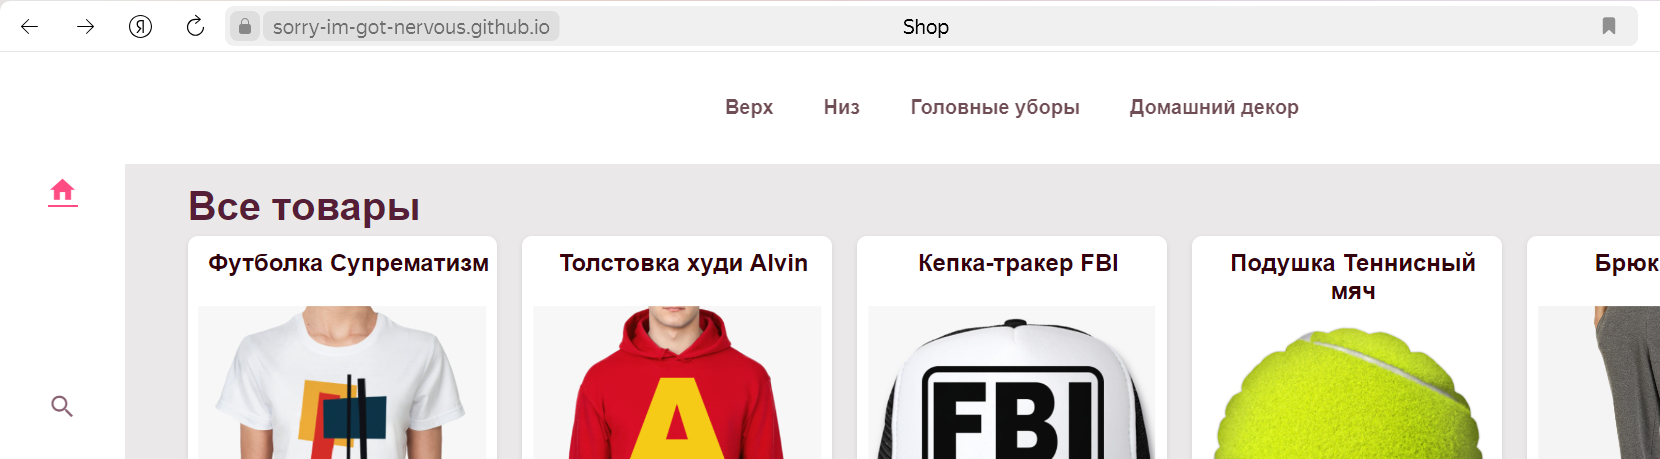 sorry-im-got-nervous.github.io
Shop
Верх
Низ
Головные уборы
Домашний декор
Все товары
Футболка Супрематизм
Толстовка худи Alvin
Кепка-тракер FBI
Подушка Теннисный
мяч
Брюк
A
FBI